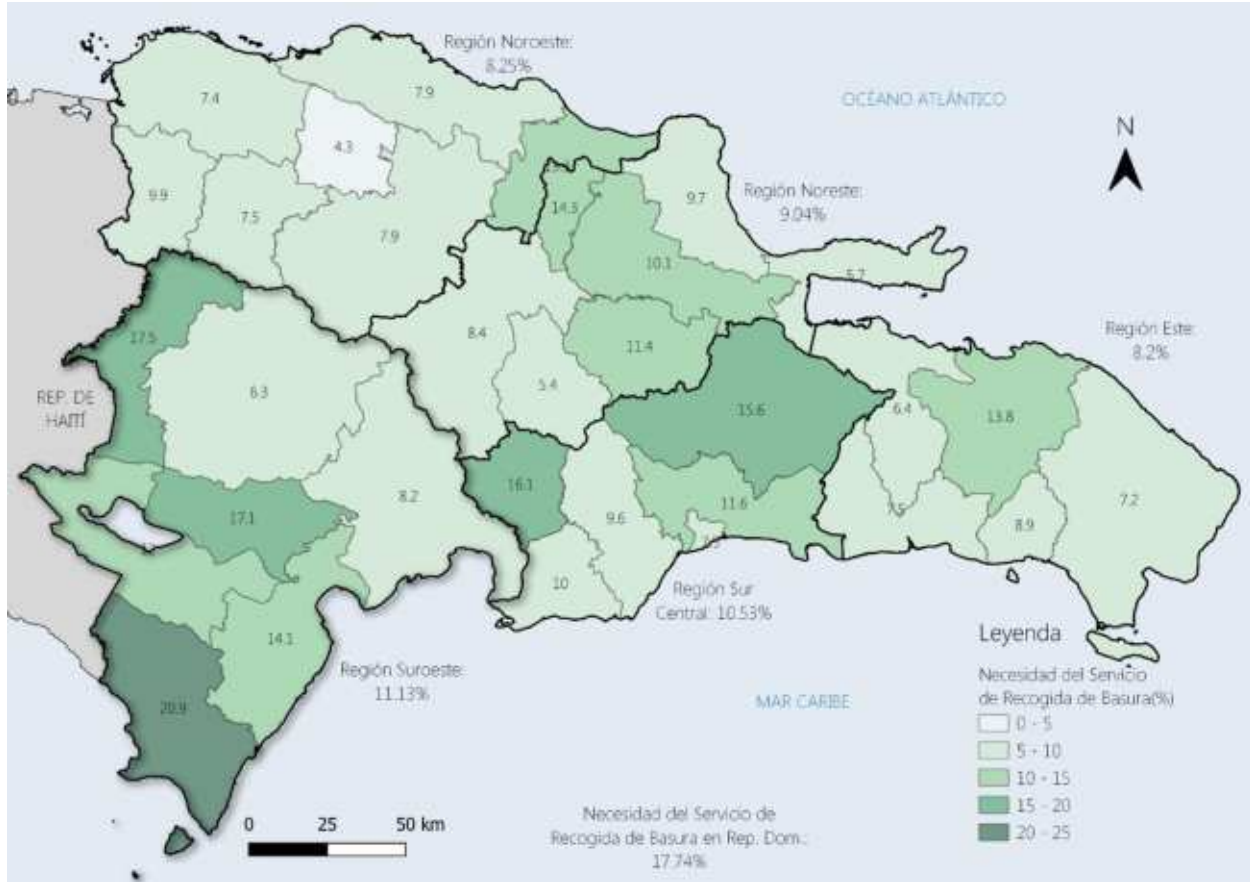 Región Noroeste:
8.25%
7.4
7.9
OCÉANO ATLÁNTICO
N
4.3
9.9
7.5
7.9
14.3
9.7
Región Noreste:
9.04%
10.1
5.7
17.5
8.4
11.4
Región Este:
8.2%
REP. DE
HAITÍ
6.3
5.4
15.6
6.4
13.8
17.1
8.2
16.1
9.6
11.6
7.5
8.9
7.2
10
Región Sur
Central: 10.53%
14.1
Región Suroeste:
11.13%
20.9
MAR CARIBE
Leyenda
Necesidad del Servicio
de Recogida de Basura(%)
0 - 5
5 - 10
10 - 15
15 - 20
20 - 25
0 25 50 km
Necesidad del Servicio de
Recogida de Basura en Rep. Dom.:
17.74%